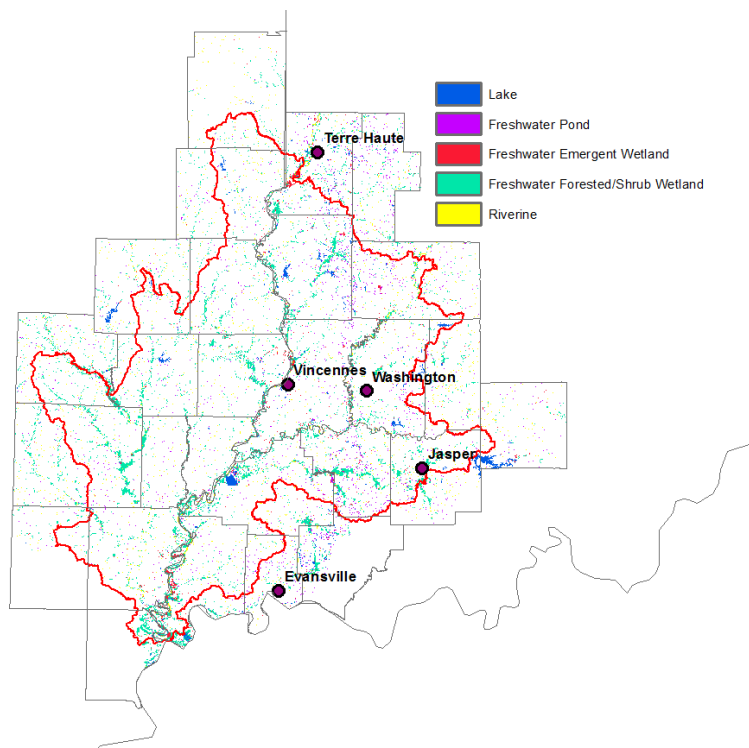 Lake
Freshwater Pond
Terre Haute
Freshwater Emergent Wetland
Freshwater Forested/Shrub Wetland
Riverine
Vincennes
Washington
Jasper
Evansville